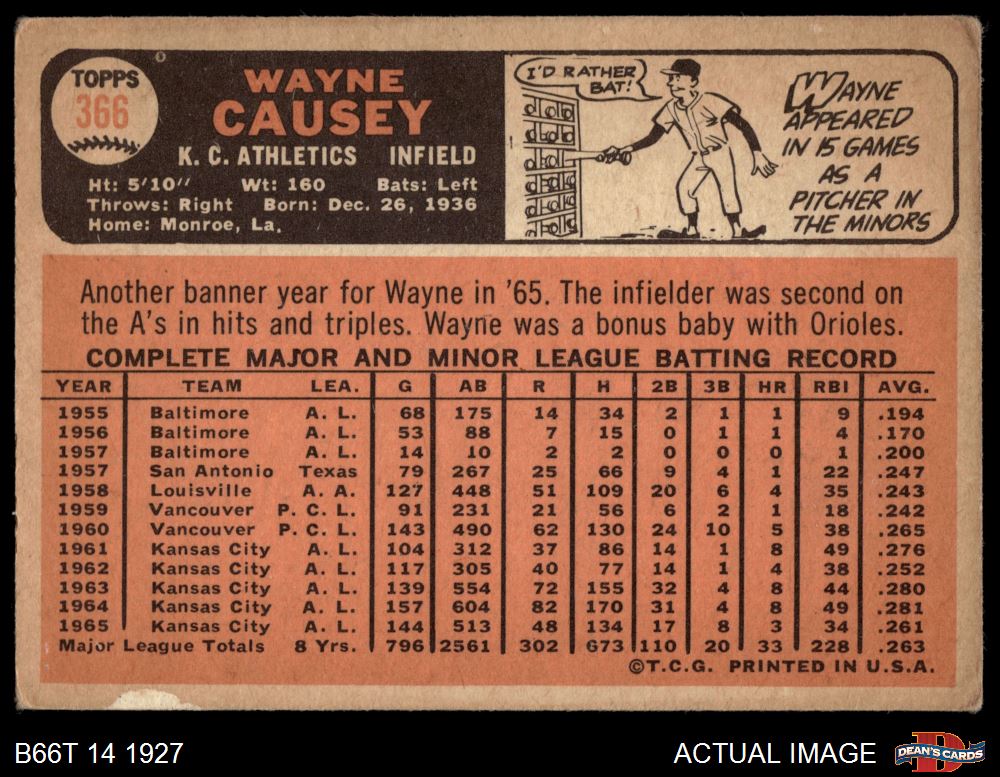 TOPPS
366
WAYNE
CAUSEY
K. C. ATHLETICS INFIELD
Ht: 5'10" Wt: 160 Bats: Left
Throws: Right Born: Dec. 26, 1936
Home: Monroe, La.
I'D RATHER
BAT!
WAYNE
APPEARED
IN 15 GAMES
AS A
PITCHER IN
THE MINORS
Another banner year for Wayne in '65. The infielder was second on
the A's in hits and triples. Wayne was a bonus baby with Orioles.
COMPLETE MAJOR AND MINOR LEAGUE BATTING RECORD
YEAR TEAM LEA. G AB R H 2B 3B HR RBI AVG.
1955 Baltimore A. L. 68 175 14 34 2 1 1 9 .194
1956 Baltimore A. L. 53 88 7 15 0 1 1 4 .170
1957 Baltimore A. L. 14 10 2 2 0 0 0 1 .200
1957 San Antonio Texas 79 267 25 66 9 4 1 22 .247
1958 Louisville A. A. 127 448 51 109 20 6 4 35 .243
1959 Vancouver P. C. L. 91 231 21 56 6 2 1 18 .242
1960 Vancouver P. C. L. 143 490 62 130 24 10 5 38 .265
1961 Kansas City A. L. 104 312 37 86 14 1 8 49 .276
1962 Kansas City A. L. 117 305 40 77 14 1 4 38 .252
1963 Kansas City A. L. 139 554 72 155 32 4 8 44 .280
1964 Kansas City A. L. 157 604 82 170 31 4 8 49 .281
1965 Kansas City A. L. 144 513 48 134 17 8 3 34 .261
Major League Totals 8 Yrs. 796 2561 302 673 110 20 33 228 .263
©T.C.G. PRINTED IN U.S.A.
B66T 14 1927
ACTUAL IMAGE
DEAN'S CARDS